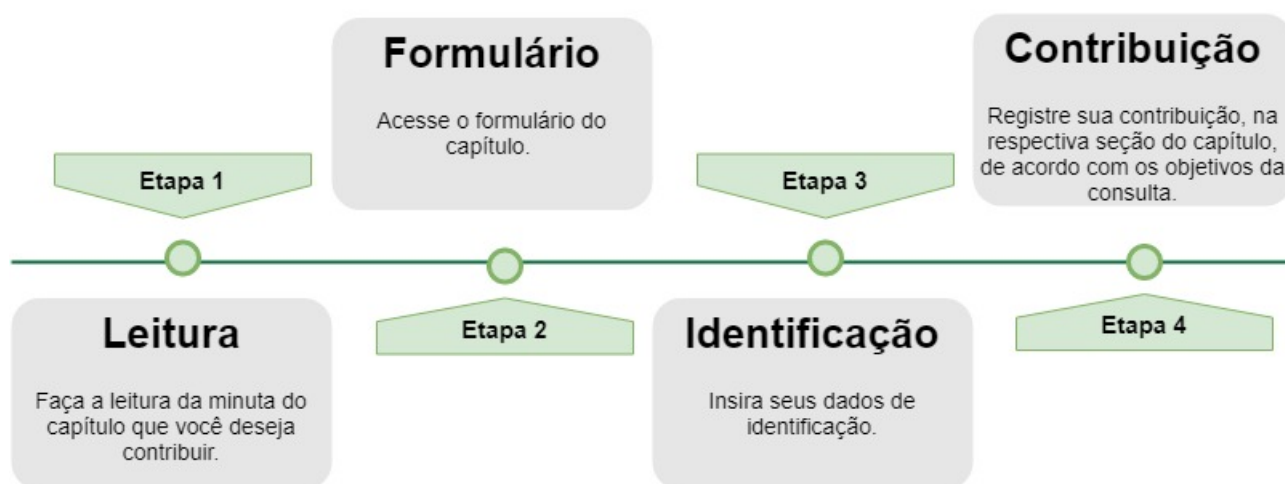 Etapa 1
Leitura
Faça a leitura da minuta do
capítulo que você deseja
contribuir.
Formulário
Acesse o formulário do
capítulo.
Etapa 2
Etapa 3
Identificação
Insira seus dados de
identificação.
Contribuição
Registre sua contribuição, na
respectiva seção do capítulo,
de acordo com os objetivos da
consulta.
Etapa 4